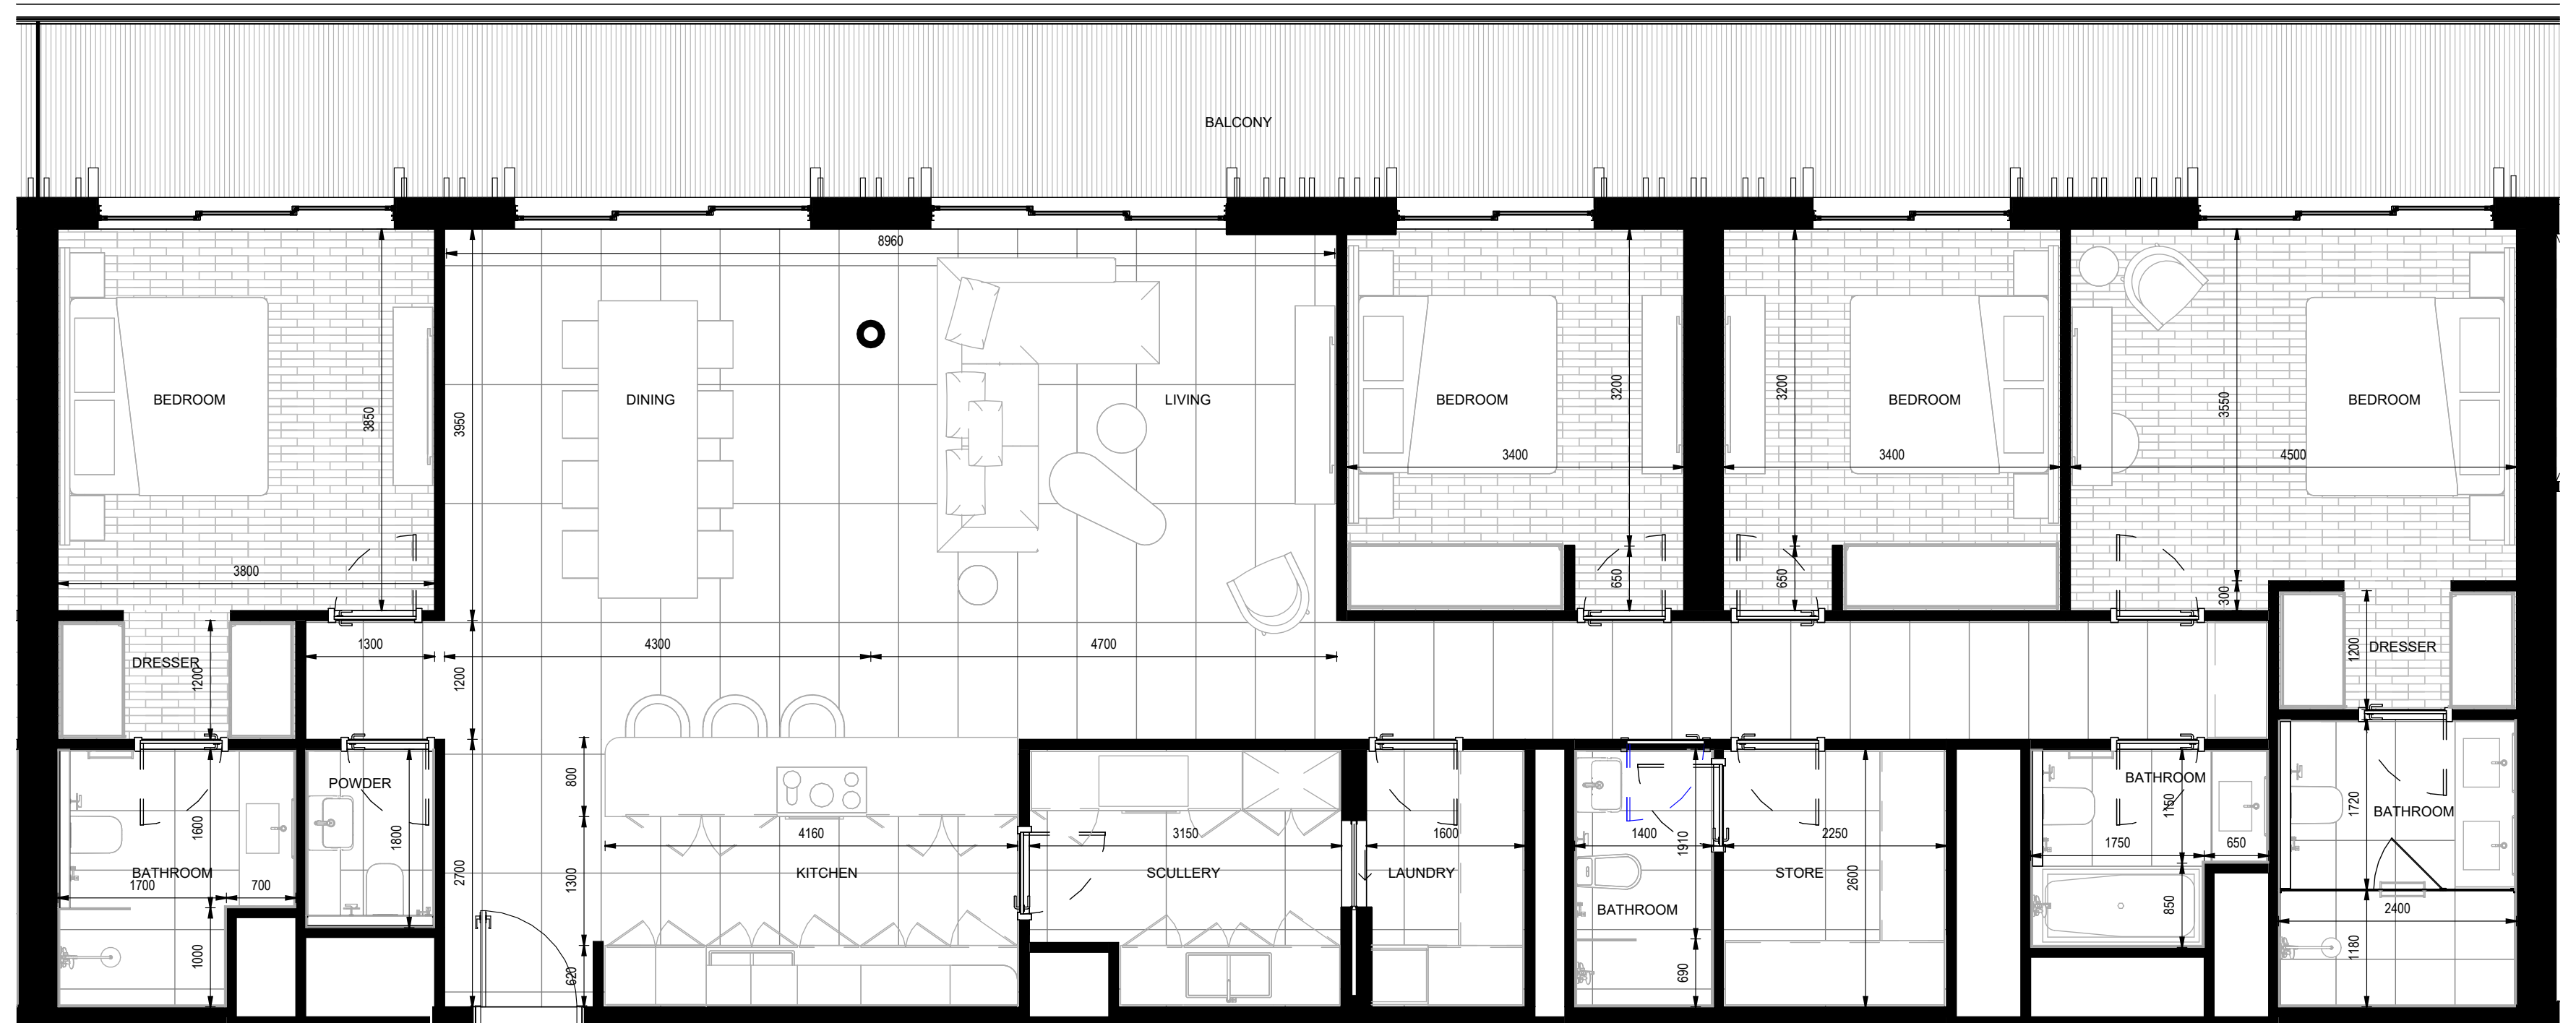 BALCONY
8960
BEDROOM
DINING
LIVING
BEDROOM
BEDROOM
BEDROOM
3850
3950
3200
3200
3550
3400
3400
4500
3800
650
650
300
1300
4300
4700
DRESSER
1200
1200
1200
DRESSER
POWDER
800
BATHROOM
1150
1720
BATHROOM
1600
1800
4160
3150
1600
1400
1910
2250
1750
650
BATHROOM
2700
1300
KITCHEN
SCULLERY
LAUNDRY
STORE
2600
1700
700
BATHROOM
850
2400
1000
620
690
1180